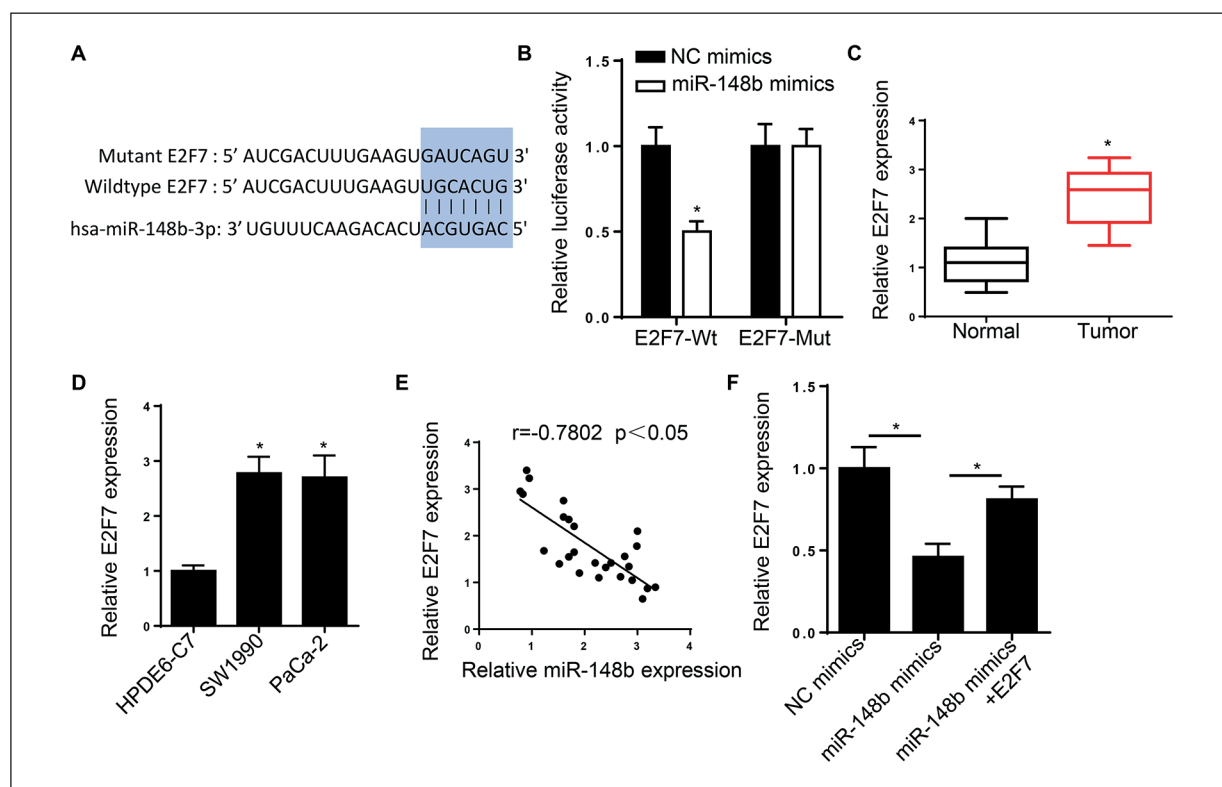 A
Mutant E2F7 : 5’ AUCGACUUUGAAGUGAUCAGU 3'
Wildtype E2F7 : 5’ AUCGACUUUGAAGUUGCACUG 3'
hsa-miR-148b-3p: 3’ UGUUUCAAGACACUACGUGAC 5'
B
NC mimics
miR-148b mimics
Relative luciferase activity
1.5
1.0
0.5
0.0
*
E2F7-Wt E2F7-Mut
C
Relative E2F7 expression
4
3
2
1
0
*
Normal Tumor
D
Relative E2F7 expression
4
3
2
1
0
* *
HPDE6-C7 SW1990 PaCa-2
E
r=-0.7802 p<0.05
Relative E2F7 expression
4
3
2
1
0
0 1 2 3 4
Relative miR-148b expression
F
Relative E2F7 expression
1.5
1.0
0.5
0.0
*
*
NC mimics
miR-148b mimics
miR-148b mimics
+E2F7